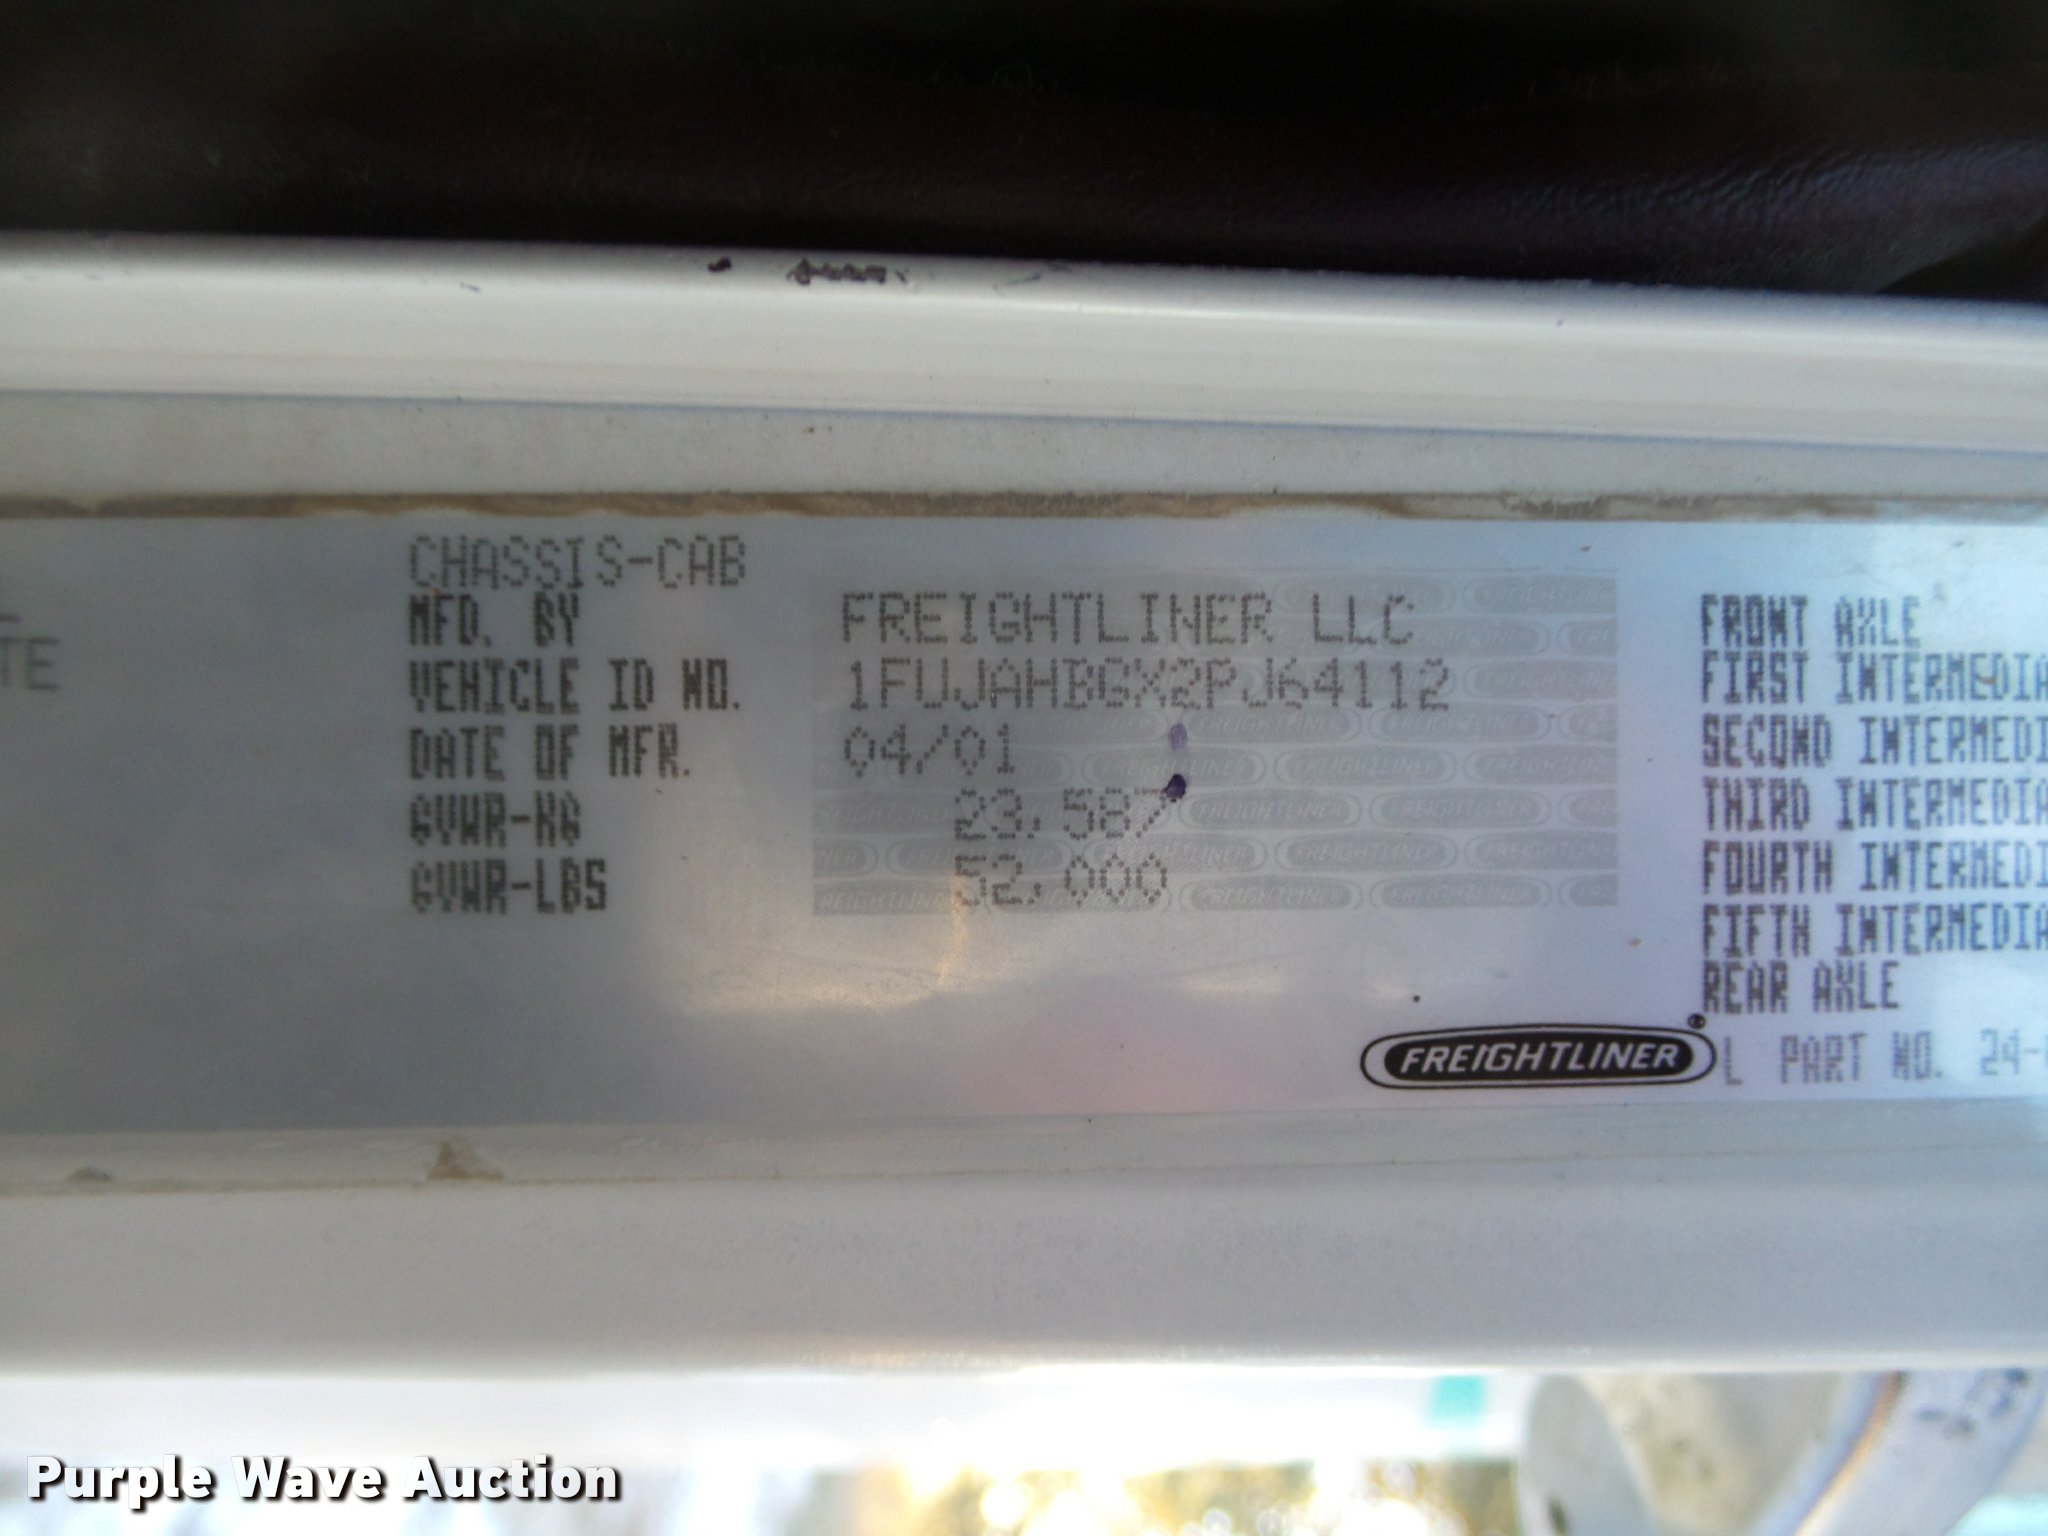 TE
CHASSIS-CAB
MFD. BY FREIGHTLINER LLC
VEHICLE ID NO. 1FUJAHBGX2PJ64112
DATE OF MFR. 04/01
GVWR-KG 23,587
GVWR-LBS 52,000
FRONT AXLE
FIRST INTERMEDIA
SECOND INTERMEDI
THIRD INTERMEDIA
FOURTH INTERMEDI
FIFTH INTERMEDIA
REAR AXLE
FREIGHTLINER®
L PART NO. 24-
Purple Wave Auction